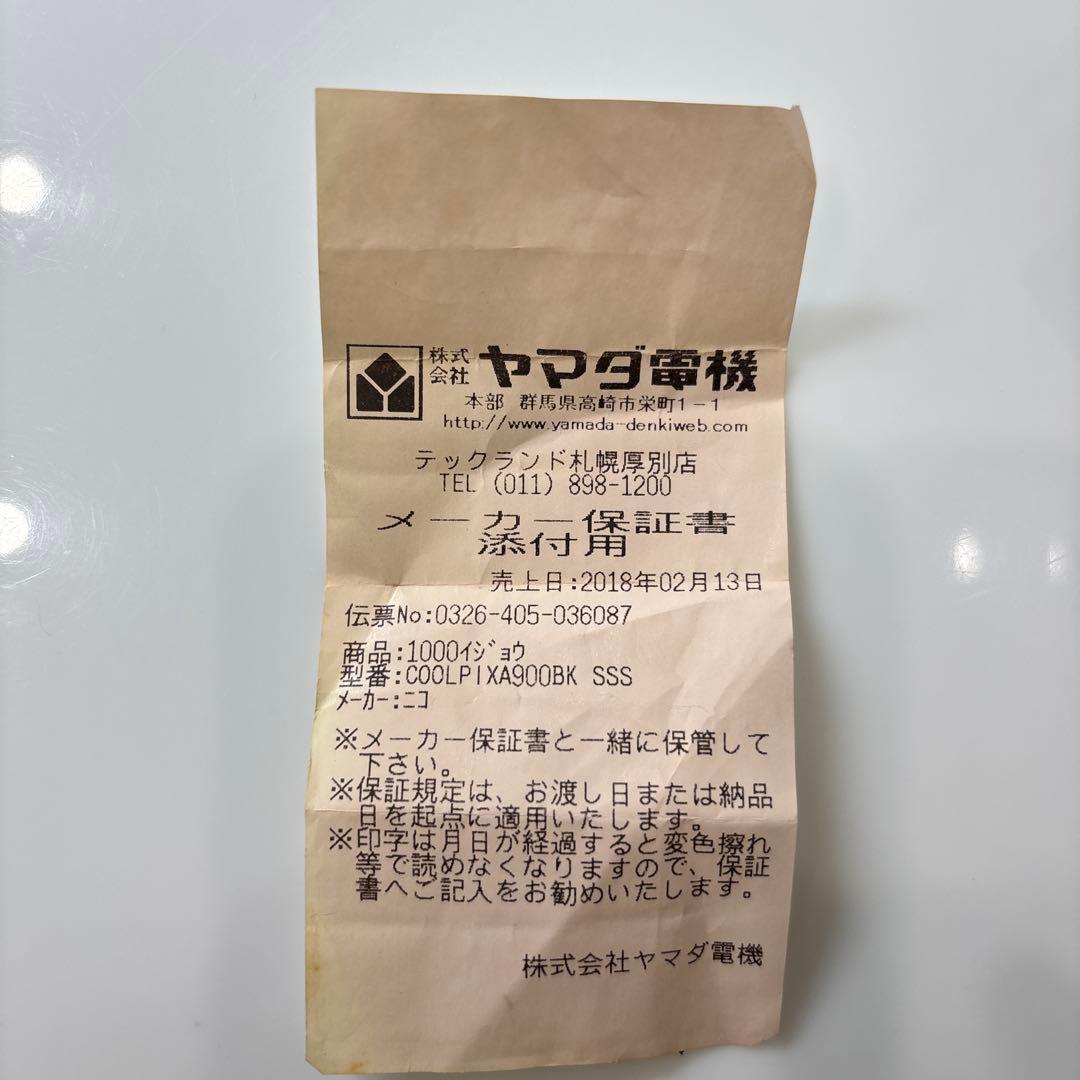 株式会社 ヤマダ電機
本部 群馬県高崎市栄町1-1
http://www.yamada-denkiweb.com
テックランド札幌厚別店
TEL (011) 898-1200
メーカー保証書
添付用
売上日:2018年02月13日
伝票No:0326-405-036087
商品:1000ｲｼﾞｮｳ
型番:COOLPIXA900BK SSS
ﾒｰｶｰ:ﾆｺ
※メーカー保証書と一緒に保管して
下さい。
※保証規定は、お渡し日または納品
日を起点に適用いたします。
※印字は月日が経過すると変色擦れ
等で読めなくなりますので、保証
書へご記入をお勧めいたします。
株式会社ヤマダ電機